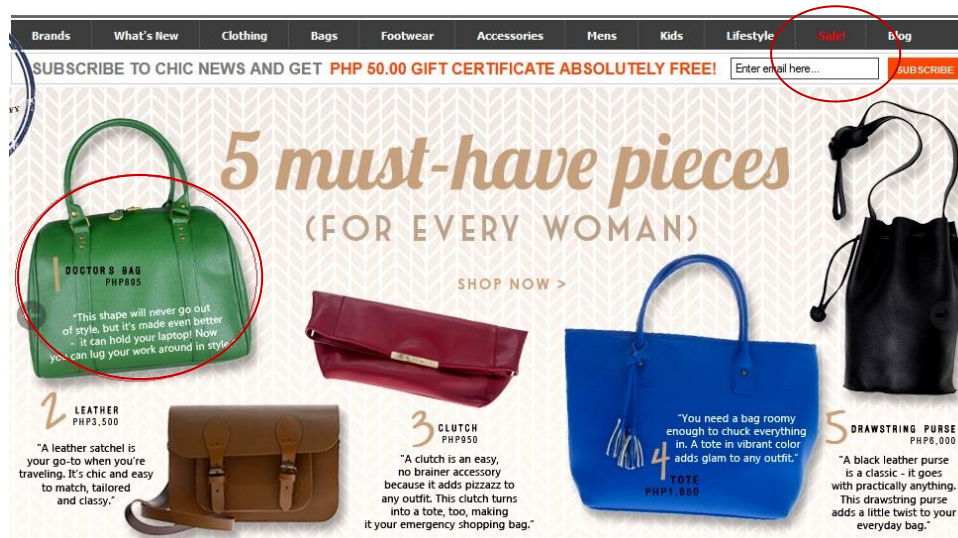 Brands What's New Clothing Bags Footwear Accessories Mens Kids Lifestyle Sale! Blog
SUBSCRIBE TO CHIC NEWS AND GET PHP 50.00 GIFT CERTIFICATE ABSOLUTELY FREE! Enter email here... SUBSCRIBE
5 must-have pieces
(FOR EVERY WOMAN)
SHOP NOW >
1 DOCTOR'S BAG
PHP895
"This shape will never go out
of style, but it's made even better
- it can hold your laptop! Now
you can lug your work around in style."
2 LEATHER
PHP3,500
"A leather satchel is
your go-to when you're
traveling. It's chic and easy
to match, tailored
and classy."
3 CLUTCH
PHP950
"A clutch is an easy,
no brainer accessory
because it adds pizzazz to
any outfit. This clutch turns
into a tote, too, making
it your emergency shopping bag."
"You need a bag roomy
enough to chuck everything
in. A tote in vibrant color
adds glam to any outfit."
4 TOTE
PHP1,650
5 DRAWSTRING PURSE
PHP6,000
"A black leather purse
is a classic - it goes
with practically anything.
This drawstring purse
adds a little twist to your
everyday bag."